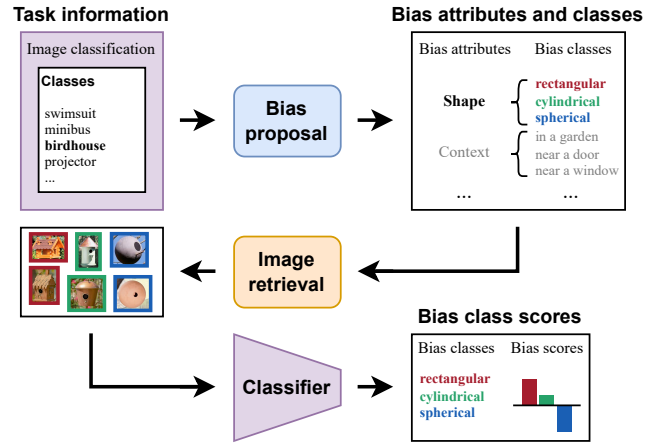 Task information
Image classification
Classes
swimsuit
minibus
birdhouse
projector
...
Bias
proposal
Bias attributes and classes
Bias attributes
Bias classes
Shape
rectangular
cylindrical
spherical
Context
in a garden
near a door
near a window
...
...
Image
retrieval
Classifier
Bias class scores
Bias classes
Bias scores
rectangular
cylindrical
spherical